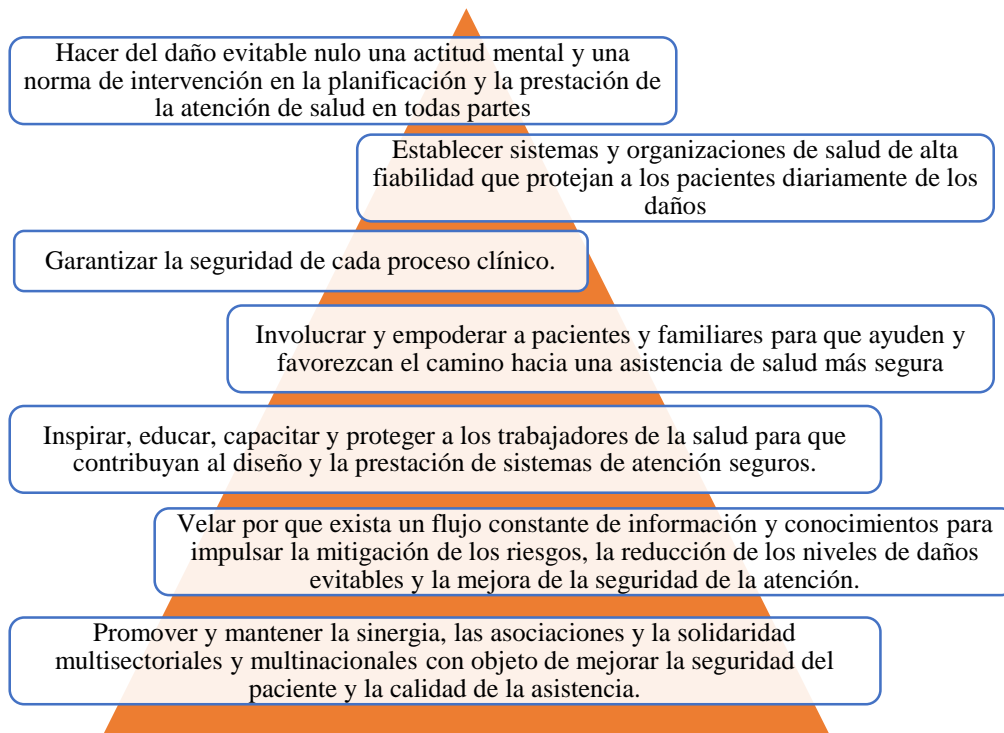 Hacer del daño evitable nulo una actitud mental y una
norma de intervención en la planificación y la prestación de
la atención de salud en todas partes
Establecer sistemas y organizaciones de salud de alta
fiabilidad que protejan a los pacientes diariamente de los
daños
Garantizar la seguridad de cada proceso clínico.
Involucrar y empoderar a pacientes y familiares para que ayuden y
favorezcan el camino hacia una asistencia de salud más segura
Inspirar, educar, capacitar y proteger a los trabajadores de la salud para que
contribuyan al diseño y la prestación de sistemas de atención seguros.
Velar por que exista un flujo constante de información y conocimientos para
impulsar la mitigación de los riesgos, la reducción de los niveles de daños
evitables y la mejora de la seguridad de la atención.
Promover y mantener la sinergia, las asociaciones y la solidaridad
multisectoriales y multinacionales con objeto de mejorar la seguridad del
paciente y la calidad de la asistencia.